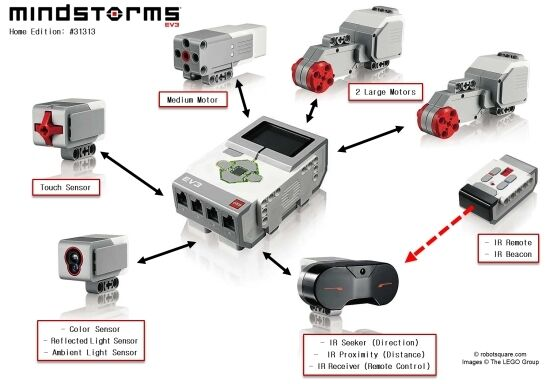 mindstorms
EV3
Home Edition: #31313
Medium Motor
2 Large Motors
Touch Sensor
EV3
- IR Remote
- IR Beacon
- Color Sensor
- Reflected Light Sensor
- Ambient Light Sensor
- IR Seeker (Direction)
- IR Proximity (Distance)
- IR Receiver (Remote Control)
© robotsquare.com
Images © The LEGO Group